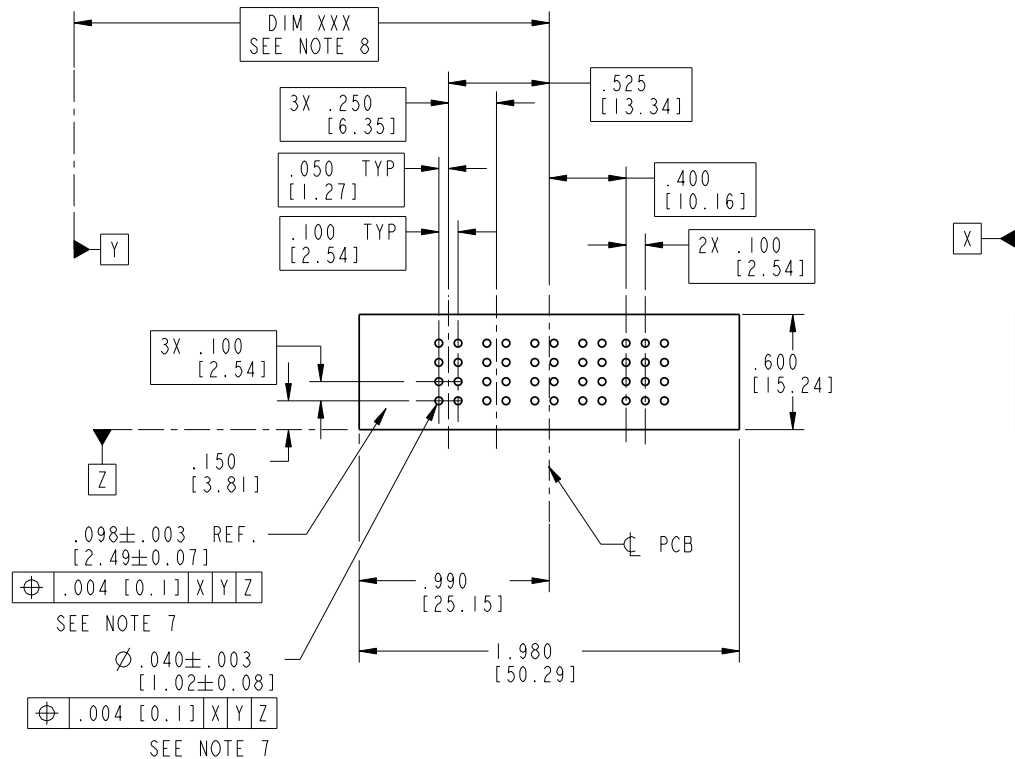 DIM XXX
SEE NOTE 8
.525
[13.34]
3X .250
[6.35]
.050 TYP
[1.27]
.400
[10.16]
.100 TYP
[2.54]
2X .100
[2.54]
Y
X
3X .100
[2.54]
.600
[15.24]
.150
[3.81]
Z
.098±.003 REF.
[2.49±0.07]
⌖ .004 [0.1] X Y Z
SEE NOTE 7
℄ PCB
.990
[25.15]
Ø.040±.003
[1.02±0.08]
1.980
[50.29]
⌖ .004 [0.1] X Y Z
SEE NOTE 7